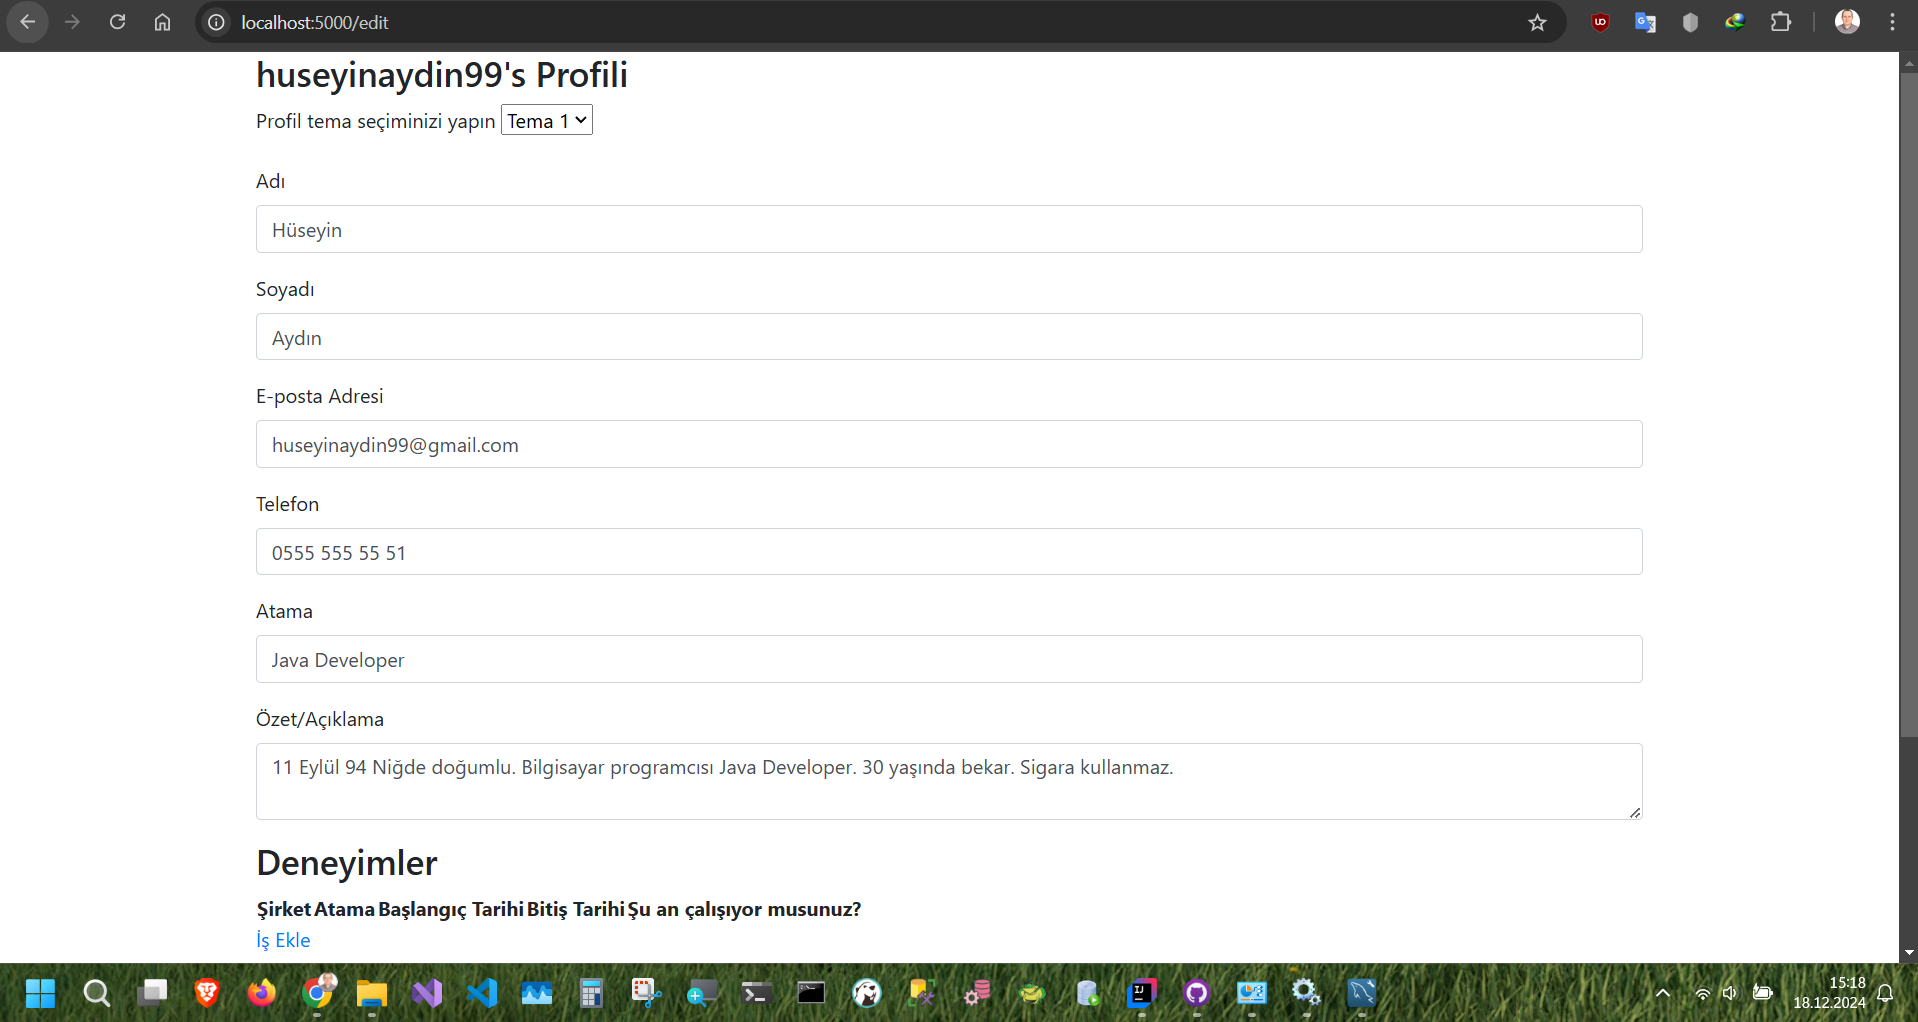 localhost:5000/edit
huseyinaydin99's Profili
Profil tema seçiminizi yapın Tema 1
Adı
Hüseyin
Soyadı
Aydın
E-posta Adresi
huseyinaydin99@gmail.com
Telefon
0555 555 55 51
Atama
Java Developer
Özet/Açıklama
11 Eylül 94 Niğde doğumlu. Bilgisayar programcısı Java Developer. 30 yaşında bekar. Sigara kullanmaz.
Deneyimler
Şirket Atama Başlangıç Tarihi Bitiş Tarihi Şu an çalışıyor musunuz?
İş Ekle
15:18
18.12.2024